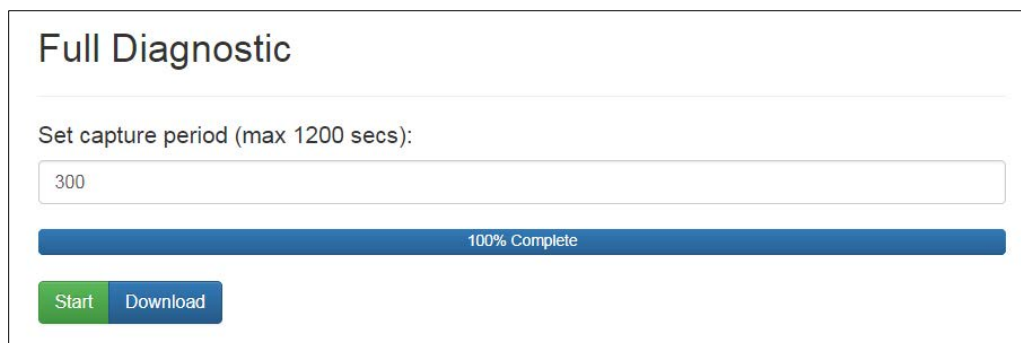 Full Diagnostic
Set capture period (max 1200 secs):
300
100% Complete
Start Download